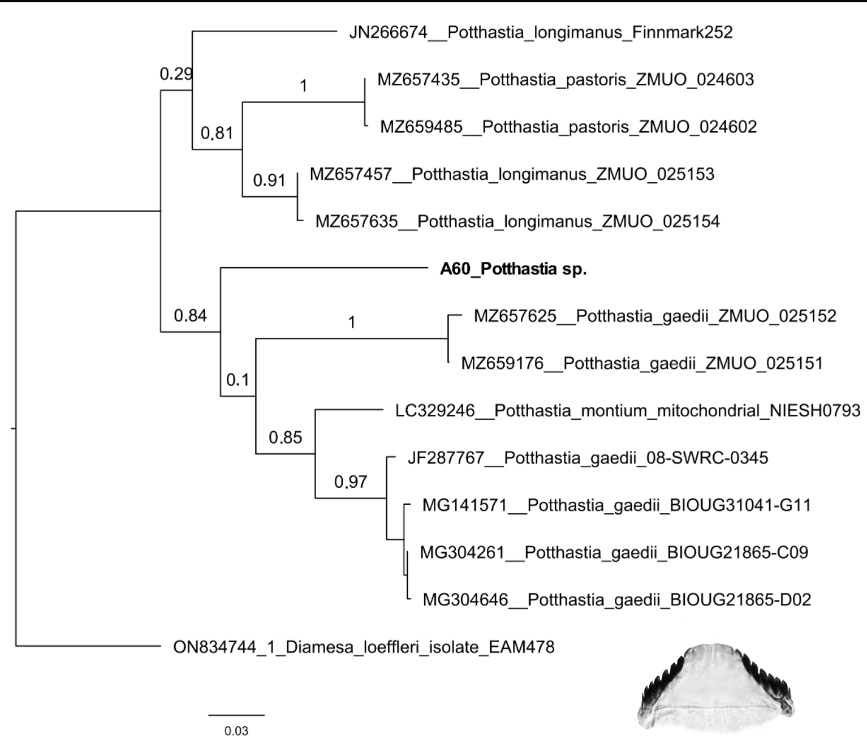 JN266674__Potthastia_longimanus_Finnmark252
0.29
MZ657435__Potthastia_pastoris_ZMUO_024603
1
MZ659485__Potthastia_pastoris_ZMUO_024602
0.81
MZ657457__Potthastia_longimanus_ZMUO_025153
0.91
MZ657635__Potthastia_longimanus_ZMUO_025154
A60_Potthastia sp.
0.84
MZ657625__Potthastia_gaedii_ZMUO_025152
1
MZ659176__Potthastia_gaedii_ZMUO_025151
0.1
LC329246__Potthastia_montium_mitochondrial_NIESH0793
0.85
JF287767__Potthastia_gaedii_08-SWRC-0345
0.97
MG141571__Potthastia_gaedii_BIOUG31041-G11
MG304261__Potthastia_gaedii_BIOUG21865-C09
MG304646__Potthastia_gaedii_BIOUG21865-D02
ON834744_1_Diamesa_loeffleri_isolate_EAM478
0.03